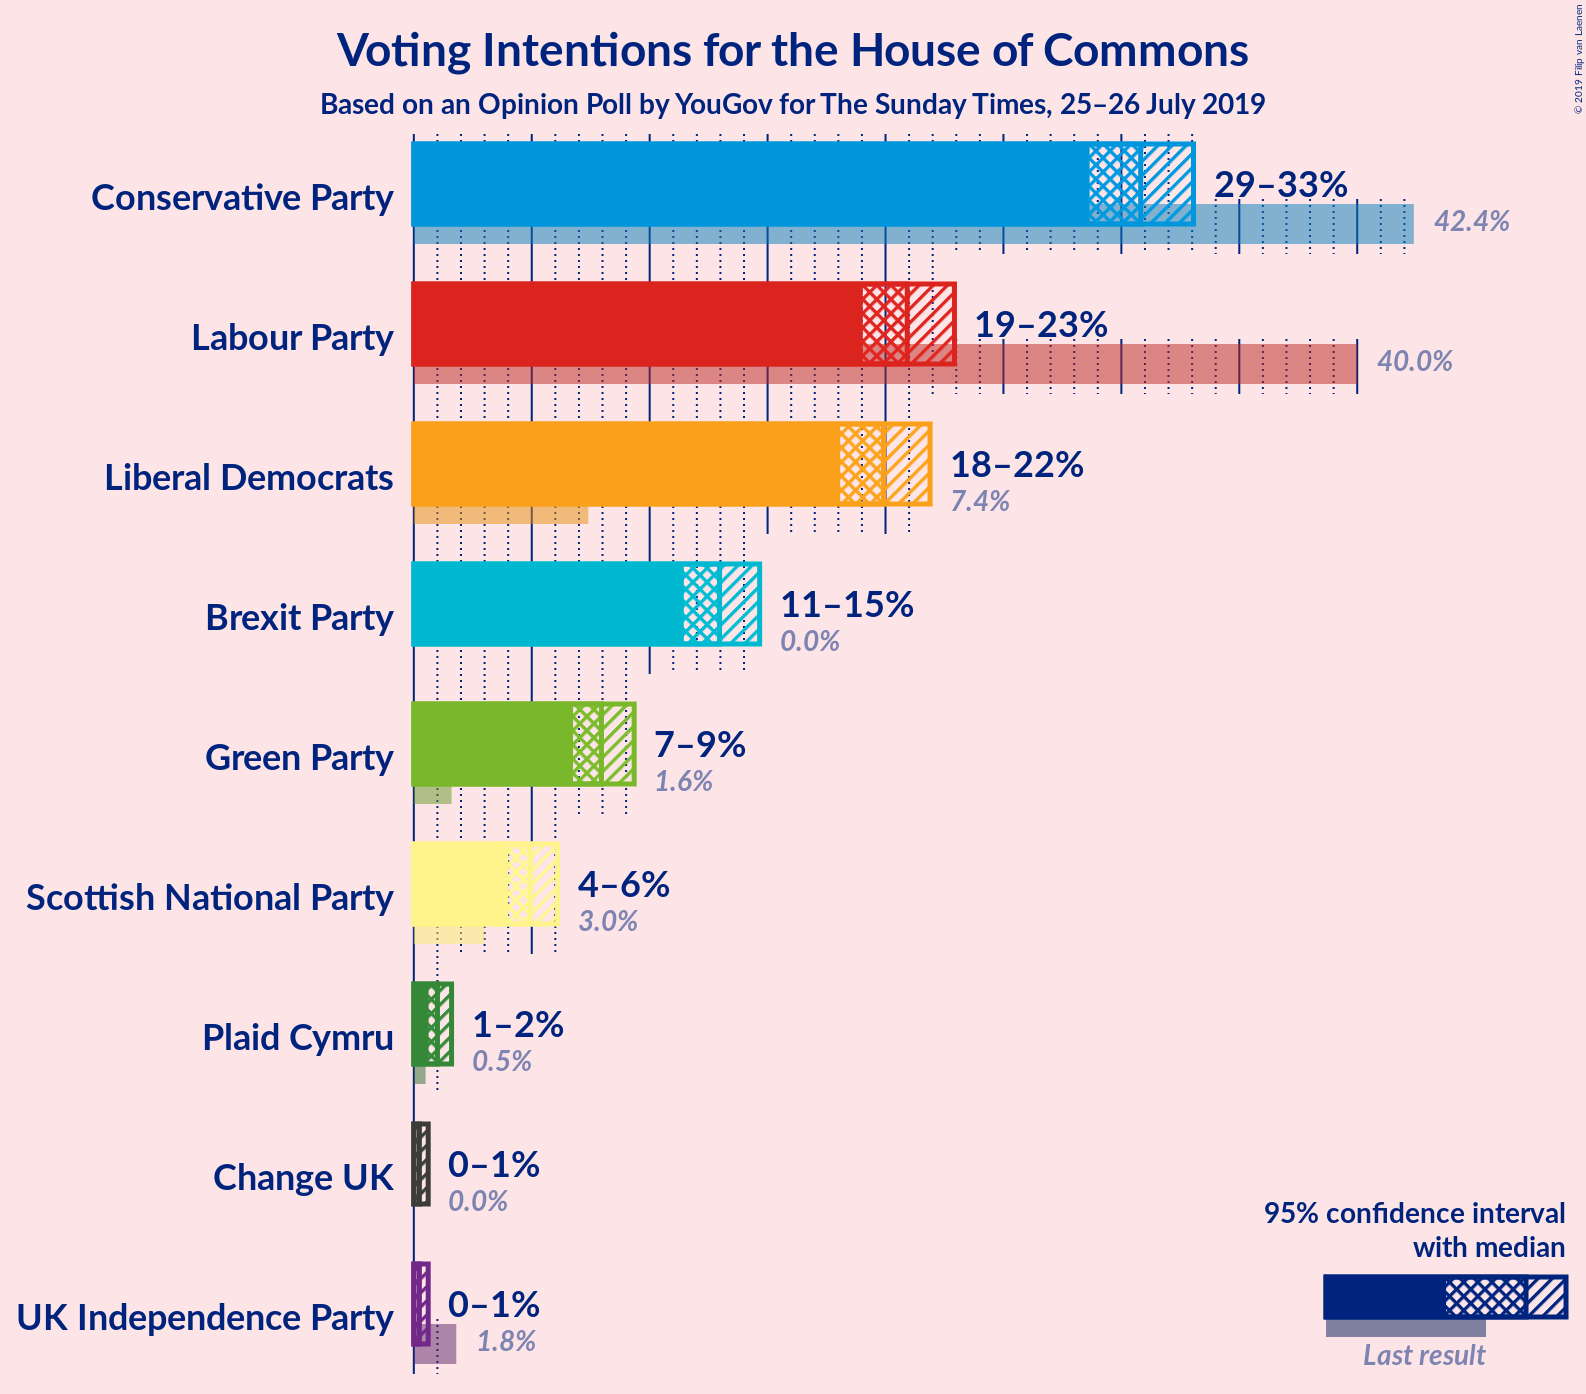 Voting Intentions for the House of Commons
Based on an Opinion Poll by YouGov for The Sunday Times, 25–26 July 2019
© 2019 Filip van Laenen
Conservative Party
29–33%
42.4%
Labour Party
19–23%
40.0%
Liberal Democrats
18–22%
7.4%
Brexit Party
11–15%
0.0%
Green Party
7–9%
1.6%
Scottish National Party
4–6%
3.0%
Plaid Cymru
1–2%
0.5%
Change UK
0–1%
0.0%
UK Independence Party
0–1%
1.8%
95% confidence interval
with median
Last result